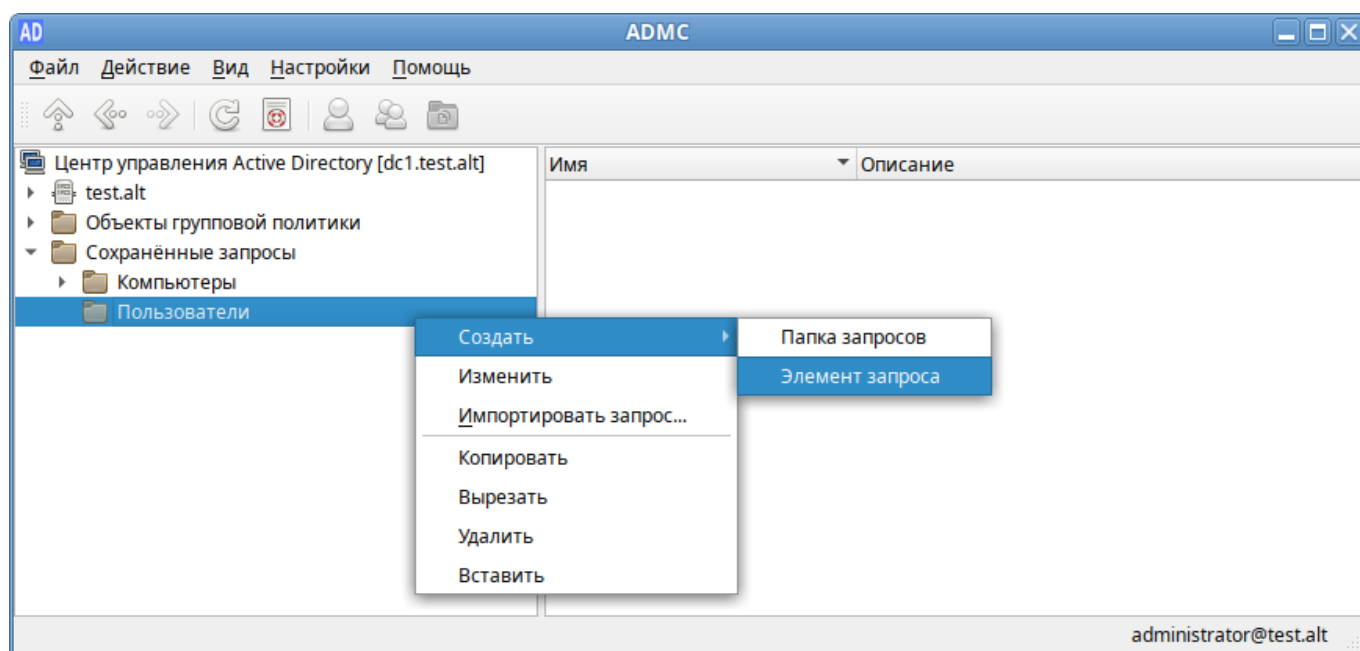 AD ADMC
Файл Действие Вид Настройки Помощь
Центр управления Active Directory [dc1.test.alt]
Имя Описание
test.alt
Объекты групповой политики
Сохранённые запросы
Компьютеры
Пользователи
Создать
Папка запросов
Изменить
Элемент запроса
Импортировать запрос...
Копировать
Вырезать
Удалить
Вставить
administrator@test.alt